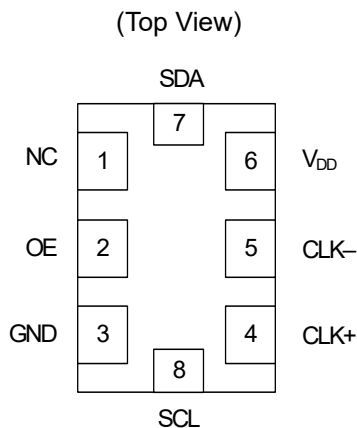 (Top View)
SDA
7
NC 1 6 VDD
OE 2 5 CLK–
GND 3 4 CLK+
8
SCL